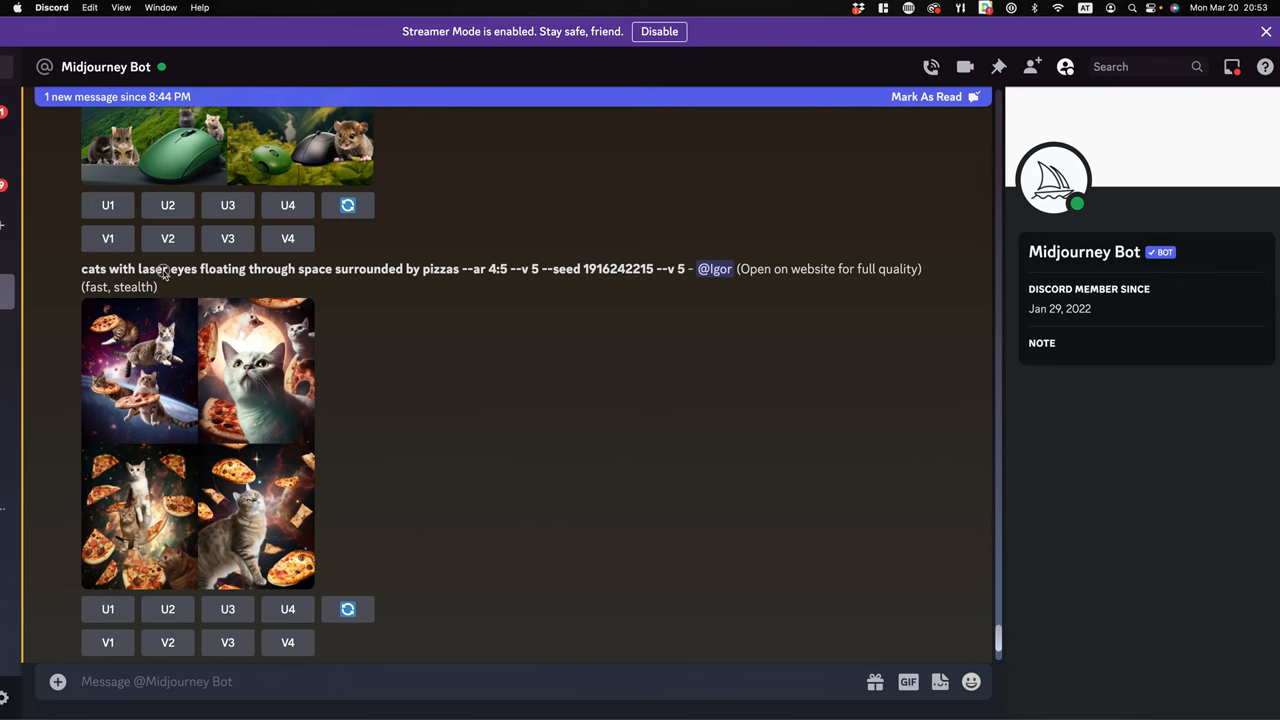 Discord Edit View Window Help
AT
Mon Mar 20 20:53
Streamer Mode is enabled. Stay safe, friend. Disable
@ Midjourney Bot
Search
1 new message since 8:44 PM
Mark As Read
1
9
U1 U2 U3 U4
V1 V2 V3 V4
cats with laser eyes floating through space surrounded by pizzas --ar 4:5 --v 5 --seed 1916242215 --v 5 - @Igor (Open on website for full quality)
(fast, stealth)
U1 U2 U3 U4
V1 V2 V3 V4
Message @Midjourney Bot
GIF
Midjourney Bot ✓ BOT
DISCORD MEMBER SINCE
Jan 29, 2022
NOTE